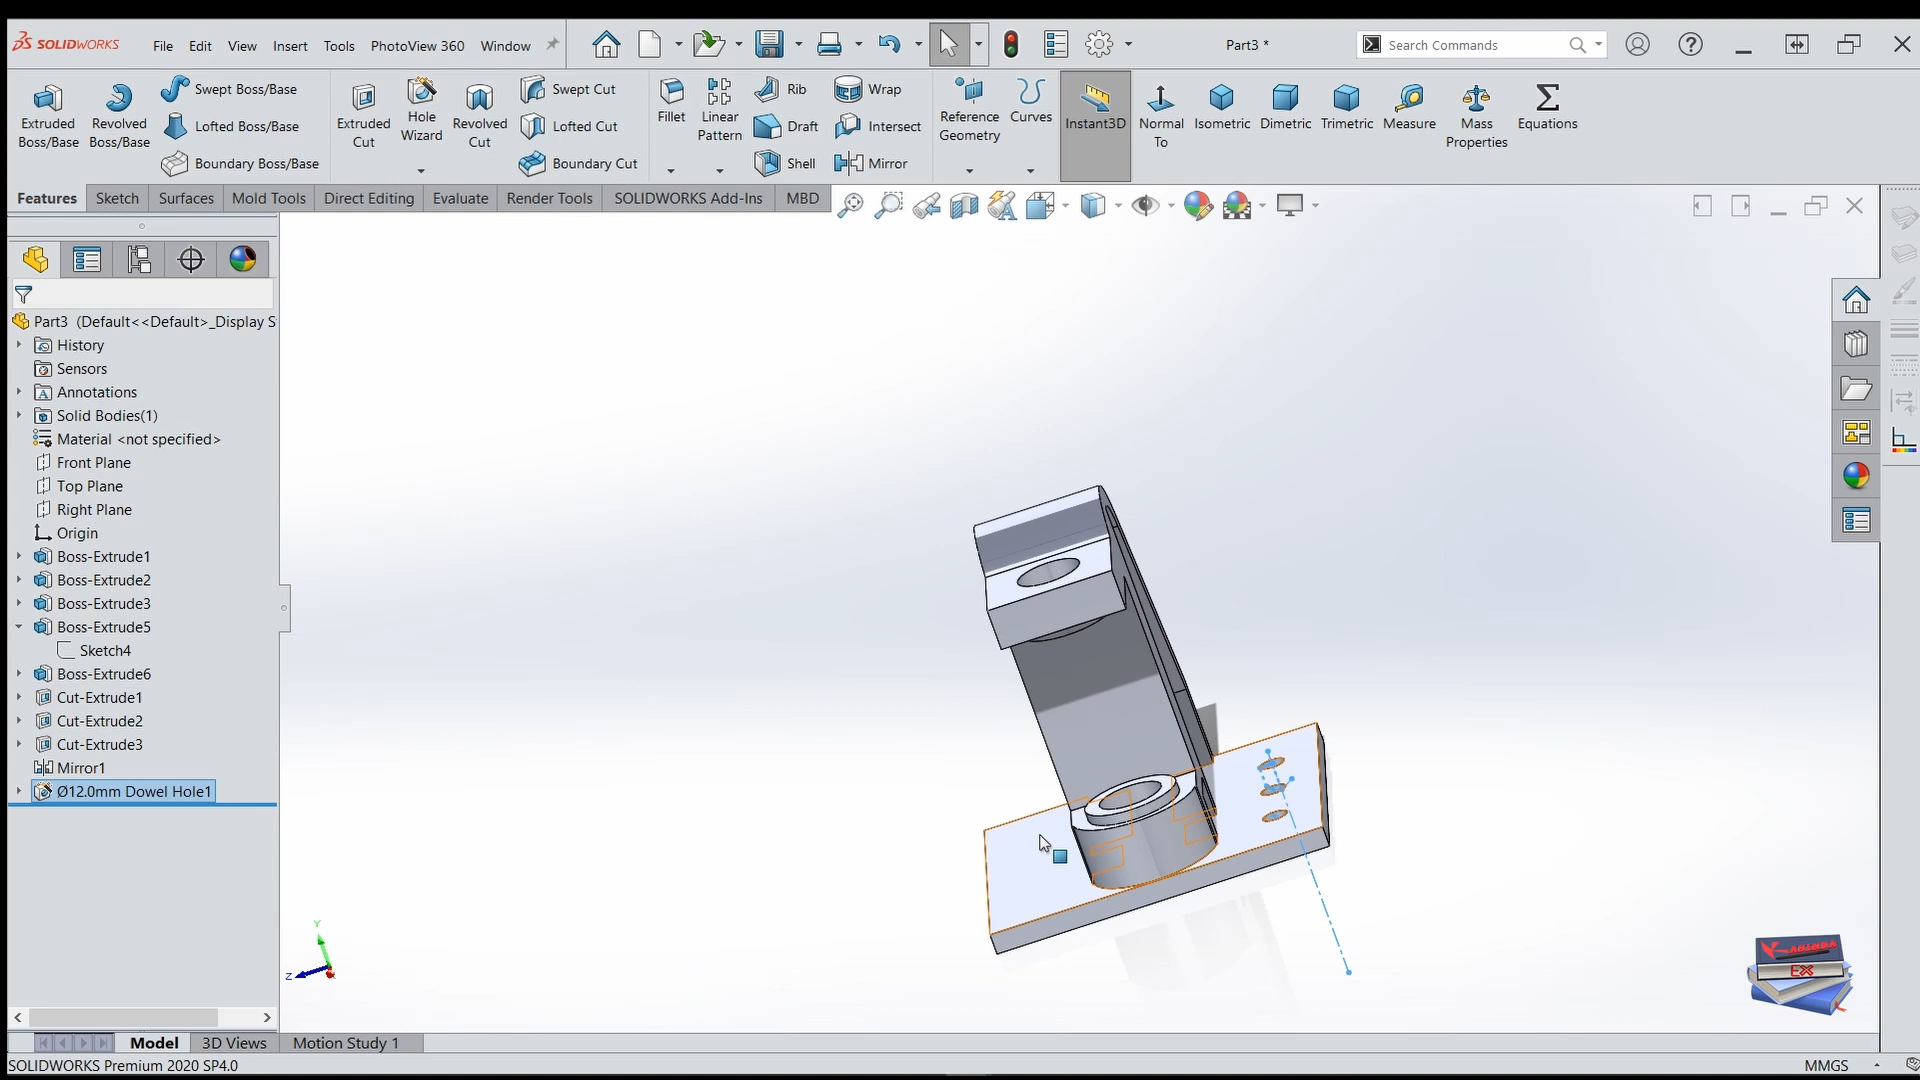 SOLIDWORKS File Edit View Insert Tools PhotoView 360 Window Part3 * Search Commands
Extruded Boss/Base
Revolved Boss/Base
Swept Boss/Base
Lofted Boss/Base
Boundary Boss/Base
Extruded Cut
Hole Wizard
Revolved Cut
Swept Cut
Lofted Cut
Boundary Cut
Fillet
Linear Pattern
Rib
Draft
Shell
Wrap
Intersect
Mirror
Reference Geometry
Curves
Instant3D
Normal To
Isometric
Dimetric
Trimetric
Measure
Mass Properties
Equations
Features Sketch Surfaces Mold Tools Direct Editing Evaluate Render Tools SOLIDWORKS Add-Ins MBD
Part3 (Default<<Default>_Display S
History
Sensors
Annotations
Solid Bodies(1)
Material <not specified>
Front Plane
Top Plane
Right Plane
Origin
Boss-Extrude1
Boss-Extrude2
Boss-Extrude3
Boss-Extrude5
Sketch4
Boss-Extrude6
Cut-Extrude1
Cut-Extrude2
Cut-Extrude3
Mirror1
Ø12.0mm Dowel Hole1
Y
Z
EX
Model 3D Views Motion Study 1
SOLIDWORKS Premium 2020 SP4.0 MMGS